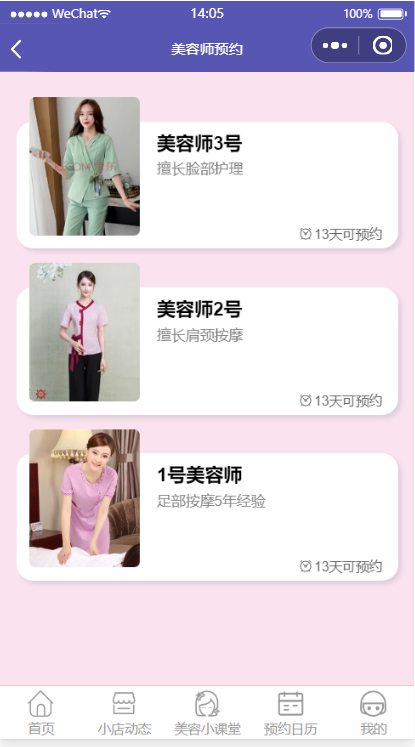 WeChat 14:05 100%
美容师预约
美容师3号
擅长脸部护理
13天可预约
美容师2号
擅长肩颈按摩
13天可预约
1号美容师
足部按摩5年经验
13天可预约
首页 小店动态 美容小课堂 预约日历 我的